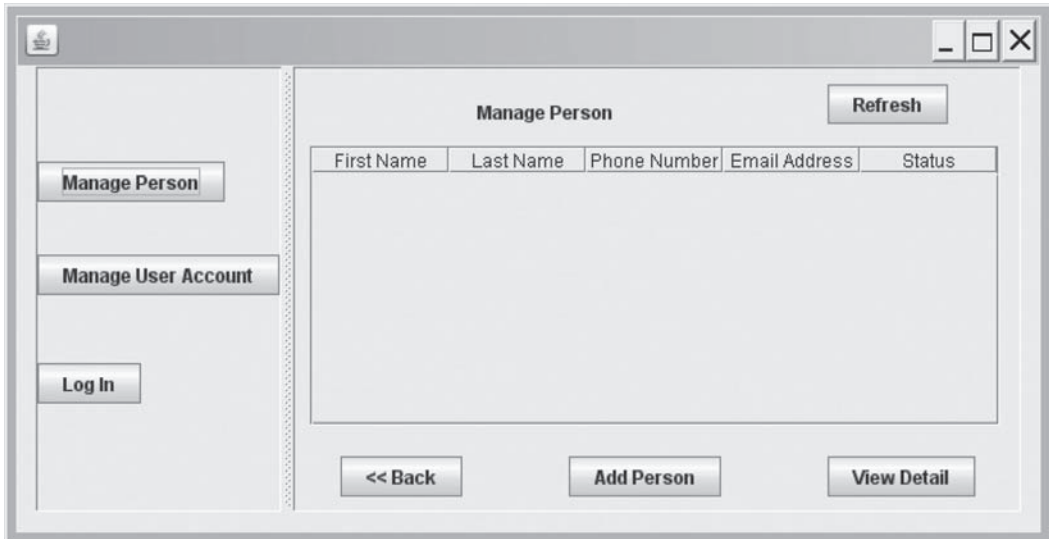 Manage Person
Manage User Account
Log In
Manage Person
Refresh
First Name Last Name Phone Number Email Address Status
<< Back Add Person View Detail